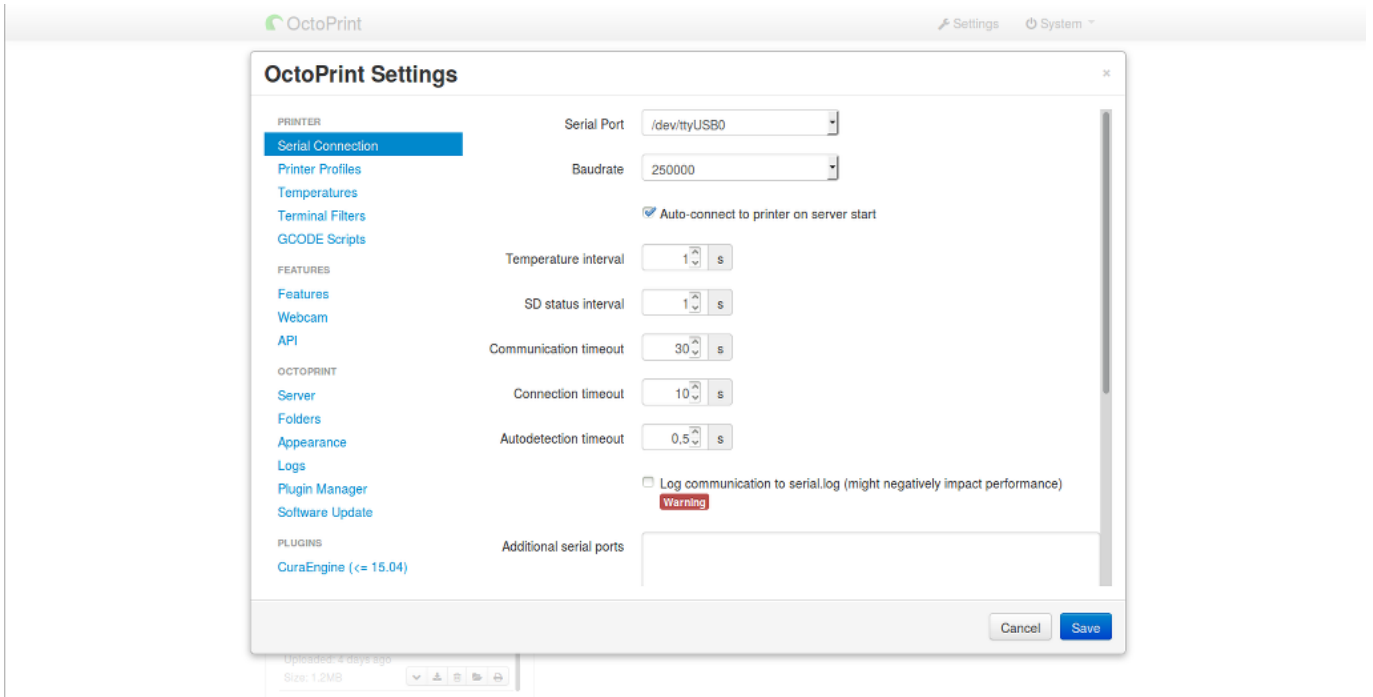 OctoPrint
Settings
System
OctoPrint Settings
×
PRINTER
Serial Connection
Printer Profiles
Temperatures
Terminal Filters
GCODE Scripts
FEATURES
Features
Webcam
API
OCTOPRINT
Server
Folders
Appearance
Logs
Plugin Manager
Software Update
PLUGINS
CuraEngine (<= 15.04)
Serial Port /dev/ttyUSB0
Baudrate 250000
Auto-connect to printer on server start
Temperature interval 1 s
SD status interval 1 s
Communication timeout 30 s
Connection timeout 10 s
Autodetection timeout 0,5 s
Log communication to serial.log (might negatively impact performance)
Warning
Additional serial ports
Cancel Save
Uploaded: 4 days ago
Size: 1.2MB